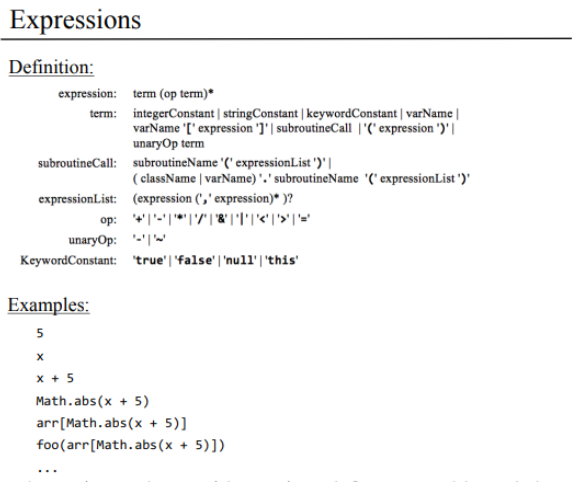 Expressions
Definition:
expression: term (op term)*
term: integerConstant | stringConstant | keywordConstant | varName |
varName '[' expression ']' | subroutineCall | '(' expression ')' |
unaryOp term
subroutineCall: subroutineName '(' expressionList ')' |
( className | varName) '.' subroutineName '(' expressionList ')'
expressionList: (expression (',' expression)* )?
op: '+' | '-' | '*' | '/' | '&' | '|' | '<' | '>' | '='
unaryOp: '-' | '~'
KeywordConstant: 'true' | 'false' | 'null' | 'this'
Examples:
5
x
x + 5
Math.abs(x + 5)
arr[Math.abs(x + 5)]
foo(arr[Math.abs(x + 5)])
...